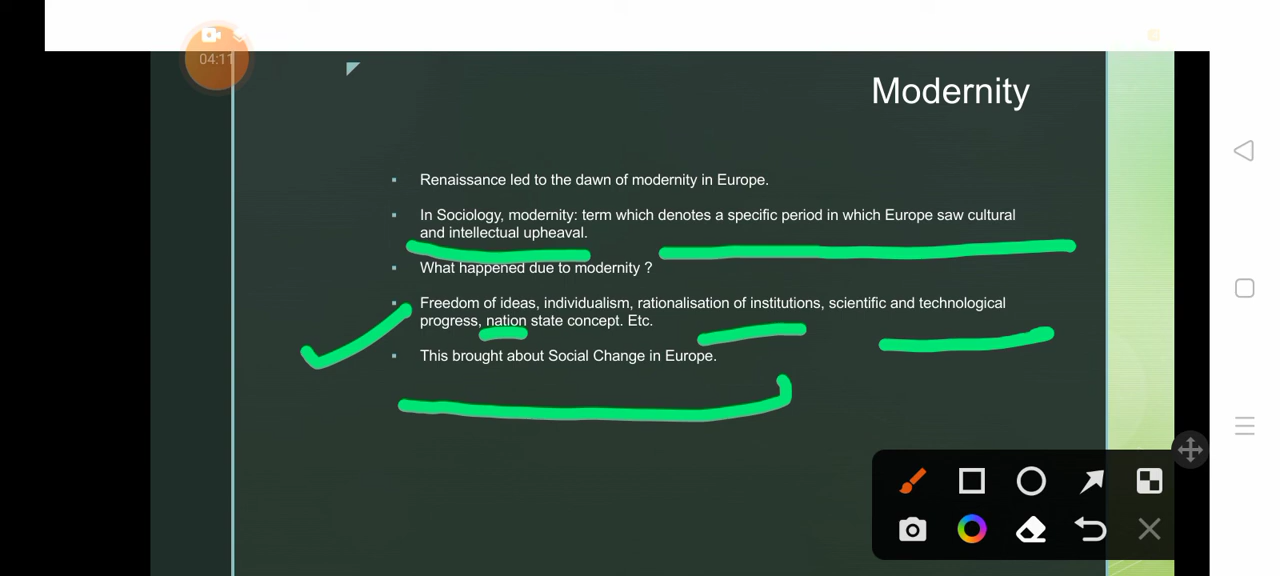 04:11
Modernity
Renaissance led to the dawn of modernity in Europe.
In Sociology, modernity: term which denotes a specific period in which Europe saw cultural
and intellectual upheaval.
What happened due to modernity ?
Freedom of ideas, individualism, rationalisation of institutions, scientific and technological
progress, nation state concept. Etc.
This brought about Social Change in Europe.